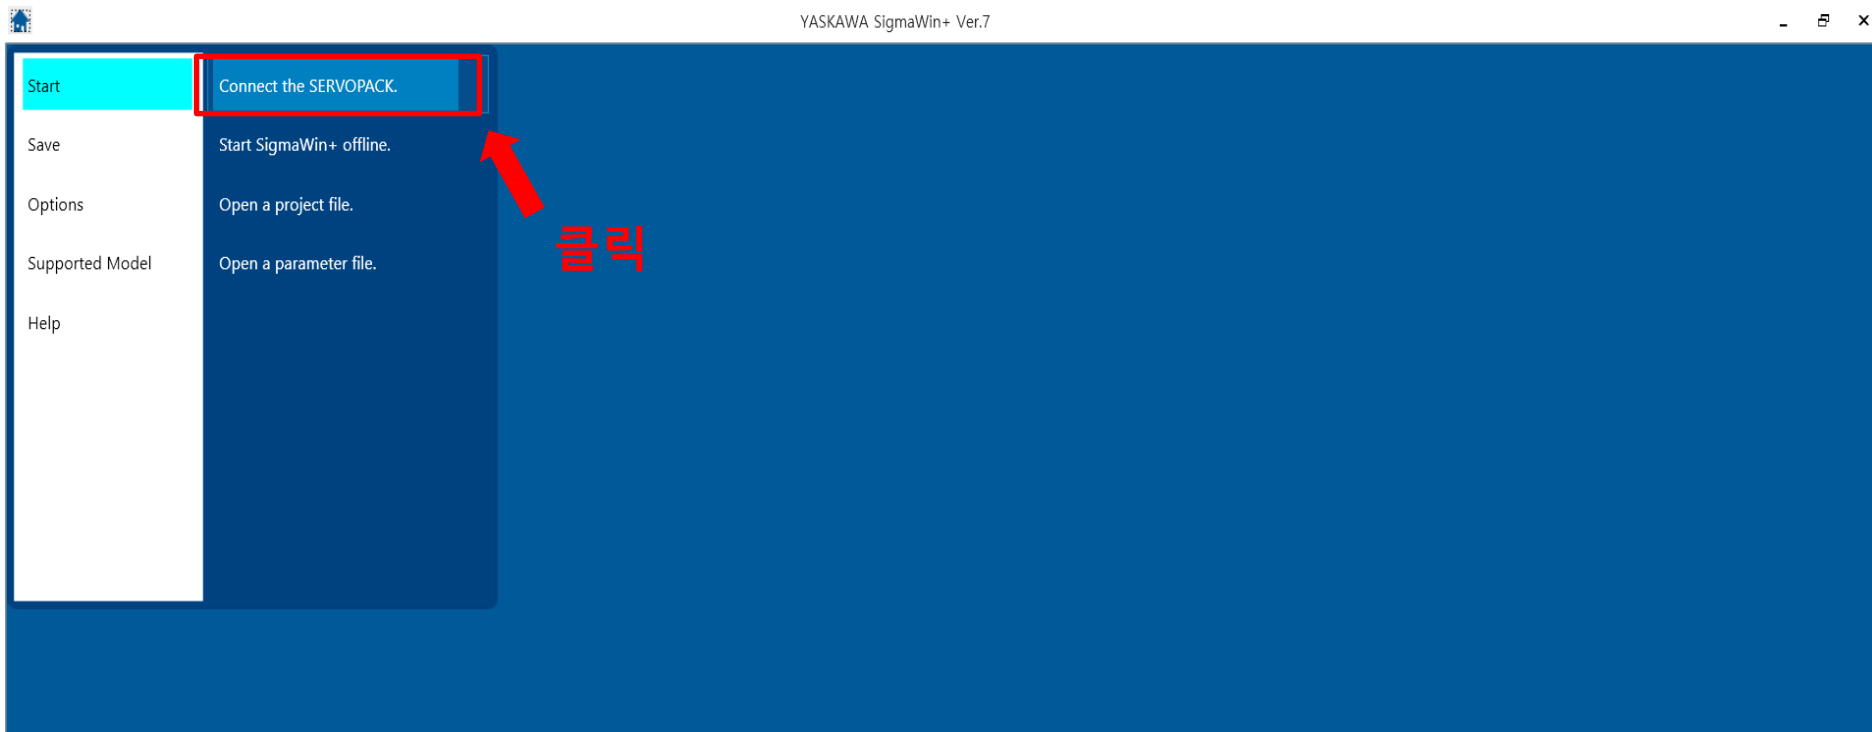 YASKAWA SigmaWin+ Ver.7
Start
Connect the SERVOPACK.
Save
Start SigmaWin+ offline.
Options
Open a project file.
클릭
Supported Model
Open a parameter file.
Help